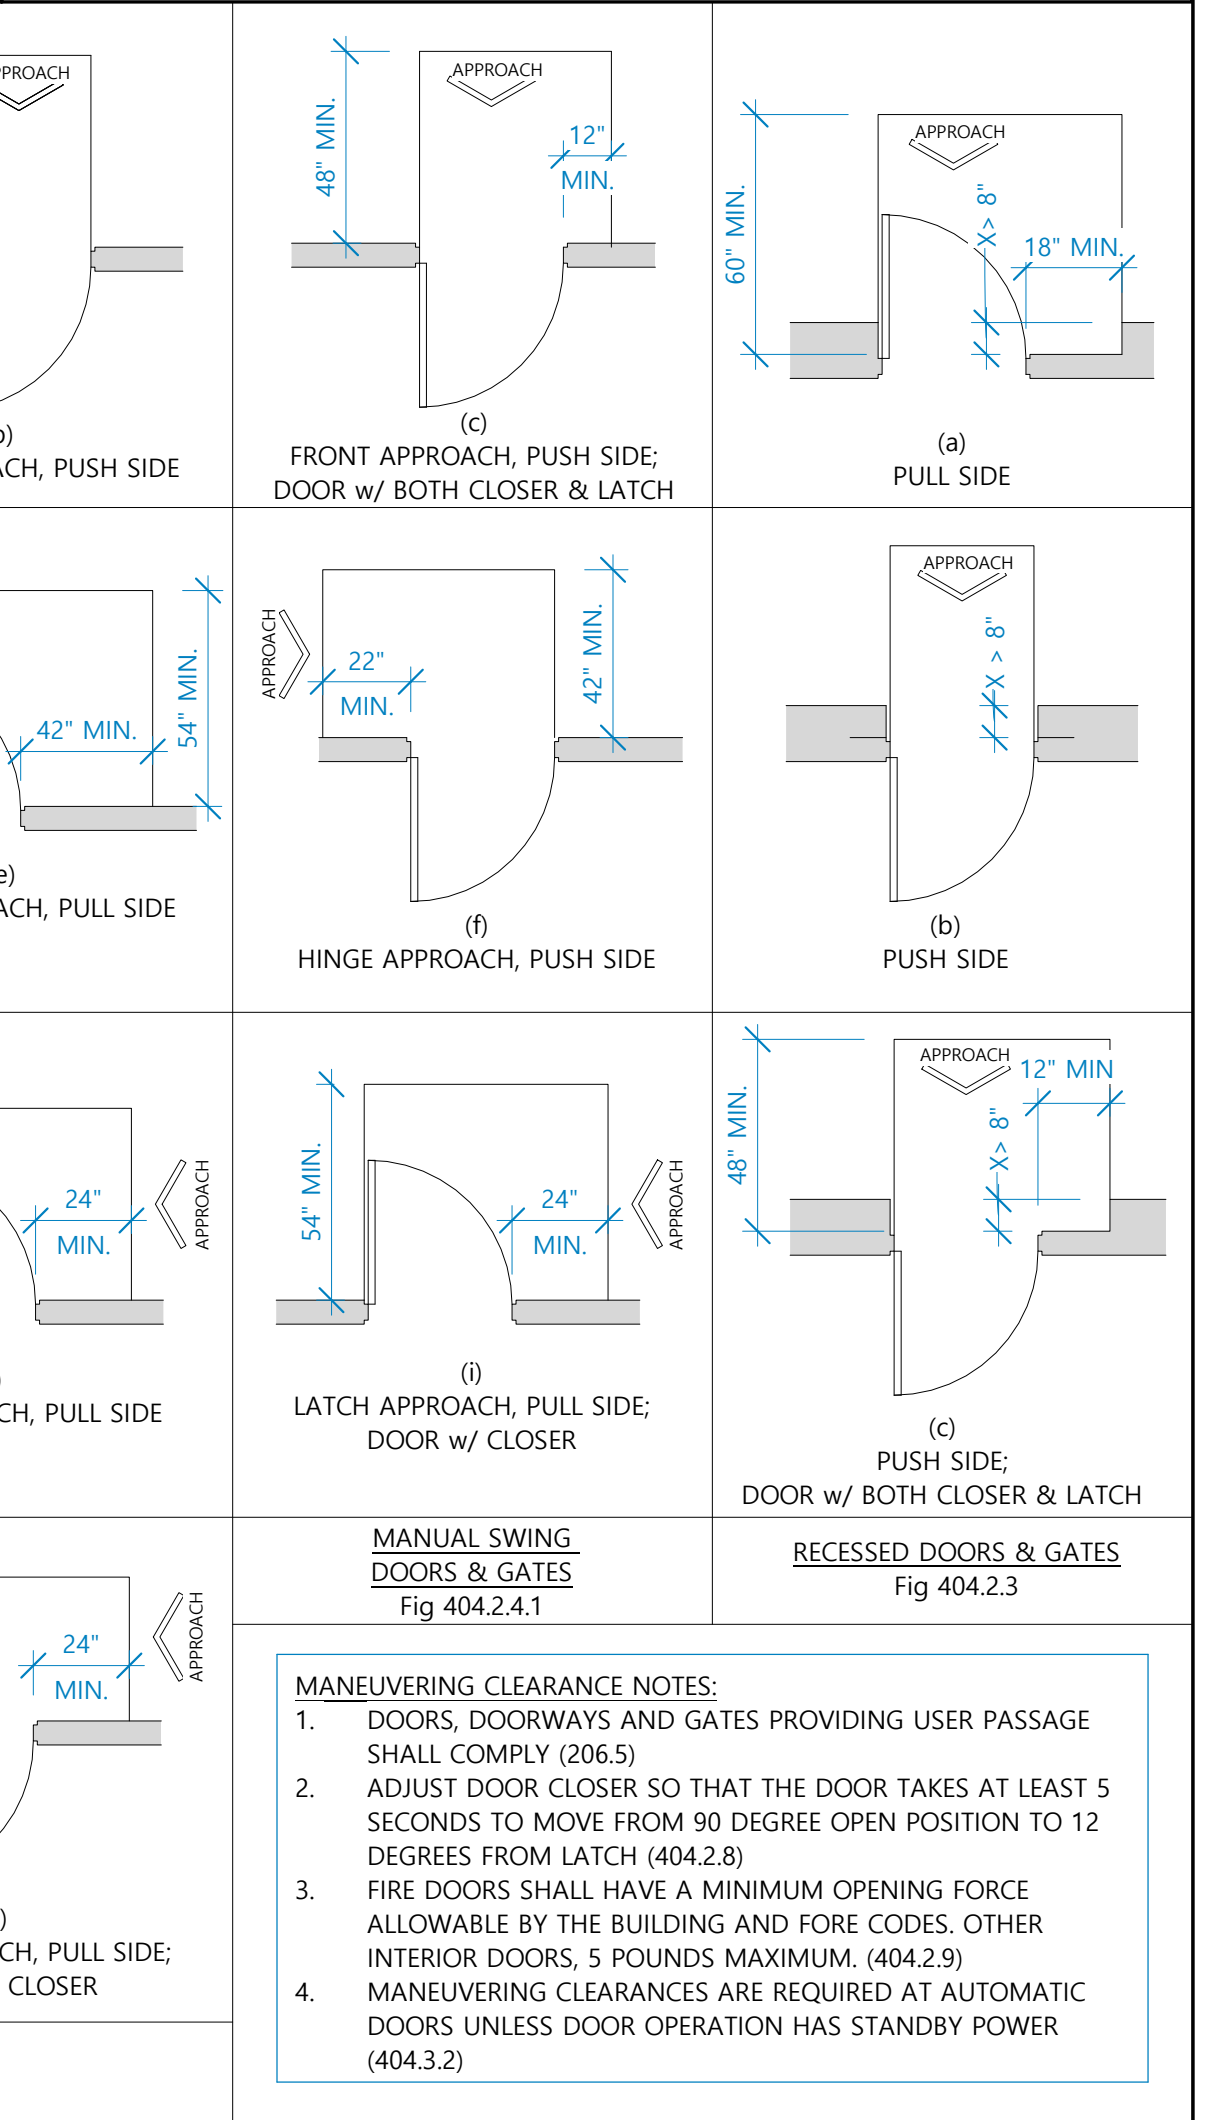 PPROACH
b)
ACH, PUSH SIDE
APPROACH
48" MIN.
12"
MIN.
(c)
FRONT APPROACH, PUSH SIDE;
DOOR w/ BOTH CLOSER & LATCH
APPROACH
60" MIN.
X> 8"
18" MIN.
(a)
PULL SIDE
42" MIN.
54" MIN.
e)
ACH, PULL SIDE
APPROACH
22"
MIN.
42" MIN.
(f)
HINGE APPROACH, PUSH SIDE
APPROACH
X > 8"
(b)
PUSH SIDE
24"
MIN.
APPROACH
)
CH, PULL SIDE
54" MIN.
24"
MIN.
APPROACH
(i)
LATCH APPROACH, PULL SIDE;
DOOR w/ CLOSER
APPROACH
48" MIN.
12" MIN
X> 8"
(c)
PUSH SIDE;
DOOR w/ BOTH CLOSER & LATCH
MANUAL SWING
DOORS & GATES
Fig 404.2.4.1
RECESSED DOORS & GATES
Fig 404.2.3
24"
MIN.
APPROACH
)
CH, PULL SIDE;
CLOSER
MANEUVERING CLEARANCE NOTES:
1. DOORS, DOORWAYS AND GATES PROVIDING USER PASSAGE
SHALL COMPLY (206.5)
2. ADJUST DOOR CLOSER SO THAT THE DOOR TAKES AT LEAST 5
SECONDS TO MOVE FROM 90 DEGREE OPEN POSITION TO 12
DEGREES FROM LATCH (404.2.8)
3. FIRE DOORS SHALL HAVE A MINIMUM OPENING FORCE
ALLOWABLE BY THE BUILDING AND FORE CODES. OTHER
INTERIOR DOORS, 5 POUNDS MAXIMUM. (404.2.9)
4. MANEUVERING CLEARANCES ARE REQUIRED AT AUTOMATIC
DOORS UNLESS DOOR OPERATION HAS STANDBY POWER
(404.3.2)